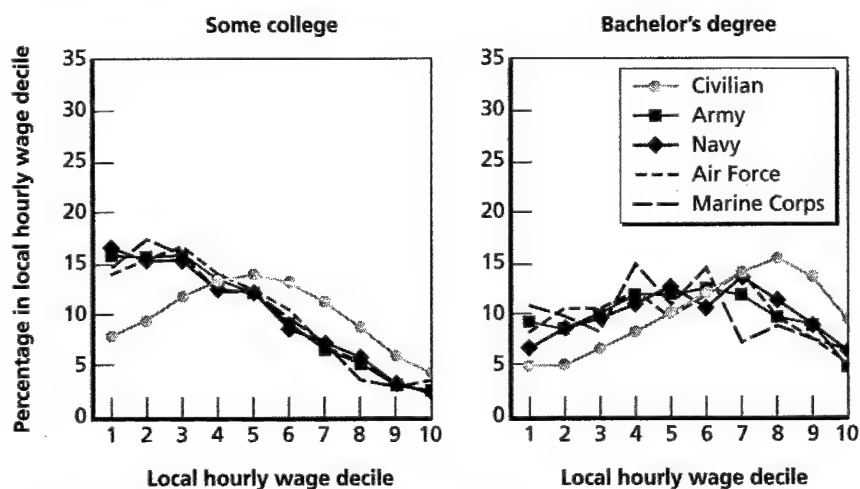 Some college
Bachelor's degree
Percentage in local hourly wage decile
35
30
25
20
15
10
5
0
1 2 3 4 5 6 7 8 9 10
Local hourly wage decile
35
30
25
20
15
10
5
0
1 2 3 4 5 6 7 8 9 10
Local hourly wage decile
Civilian
Army
Navy
Air Force
Marine Corps